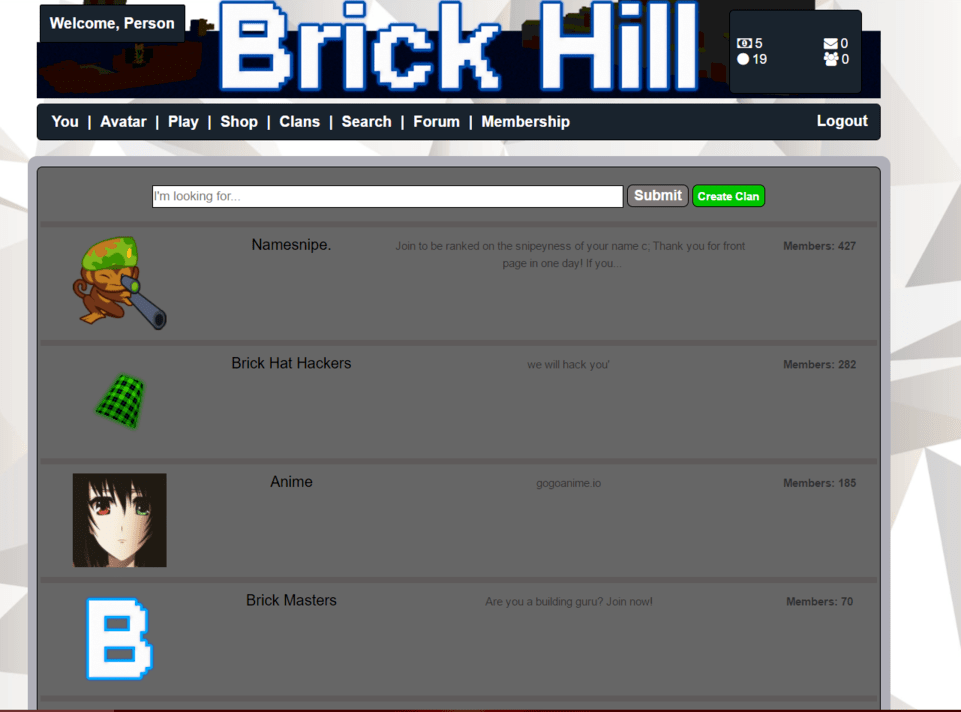 Welcome, Person
Brick Hill
5
0
19
0
You | Avatar | Play | Shop | Clans | Search | Forum | Membership
Logout
I'm looking for...
Submit
Create Clan
Namesnipe.
Join to be ranked on the snipeyness of your name c; Thank you for front
page in one day! If you...
Members: 427
Brick Hat Hackers
we will hack you'
Members: 282
Anime
gogoanime.io
Members: 185
B
Brick Masters
Are you a building guru? Join now!
Members: 70